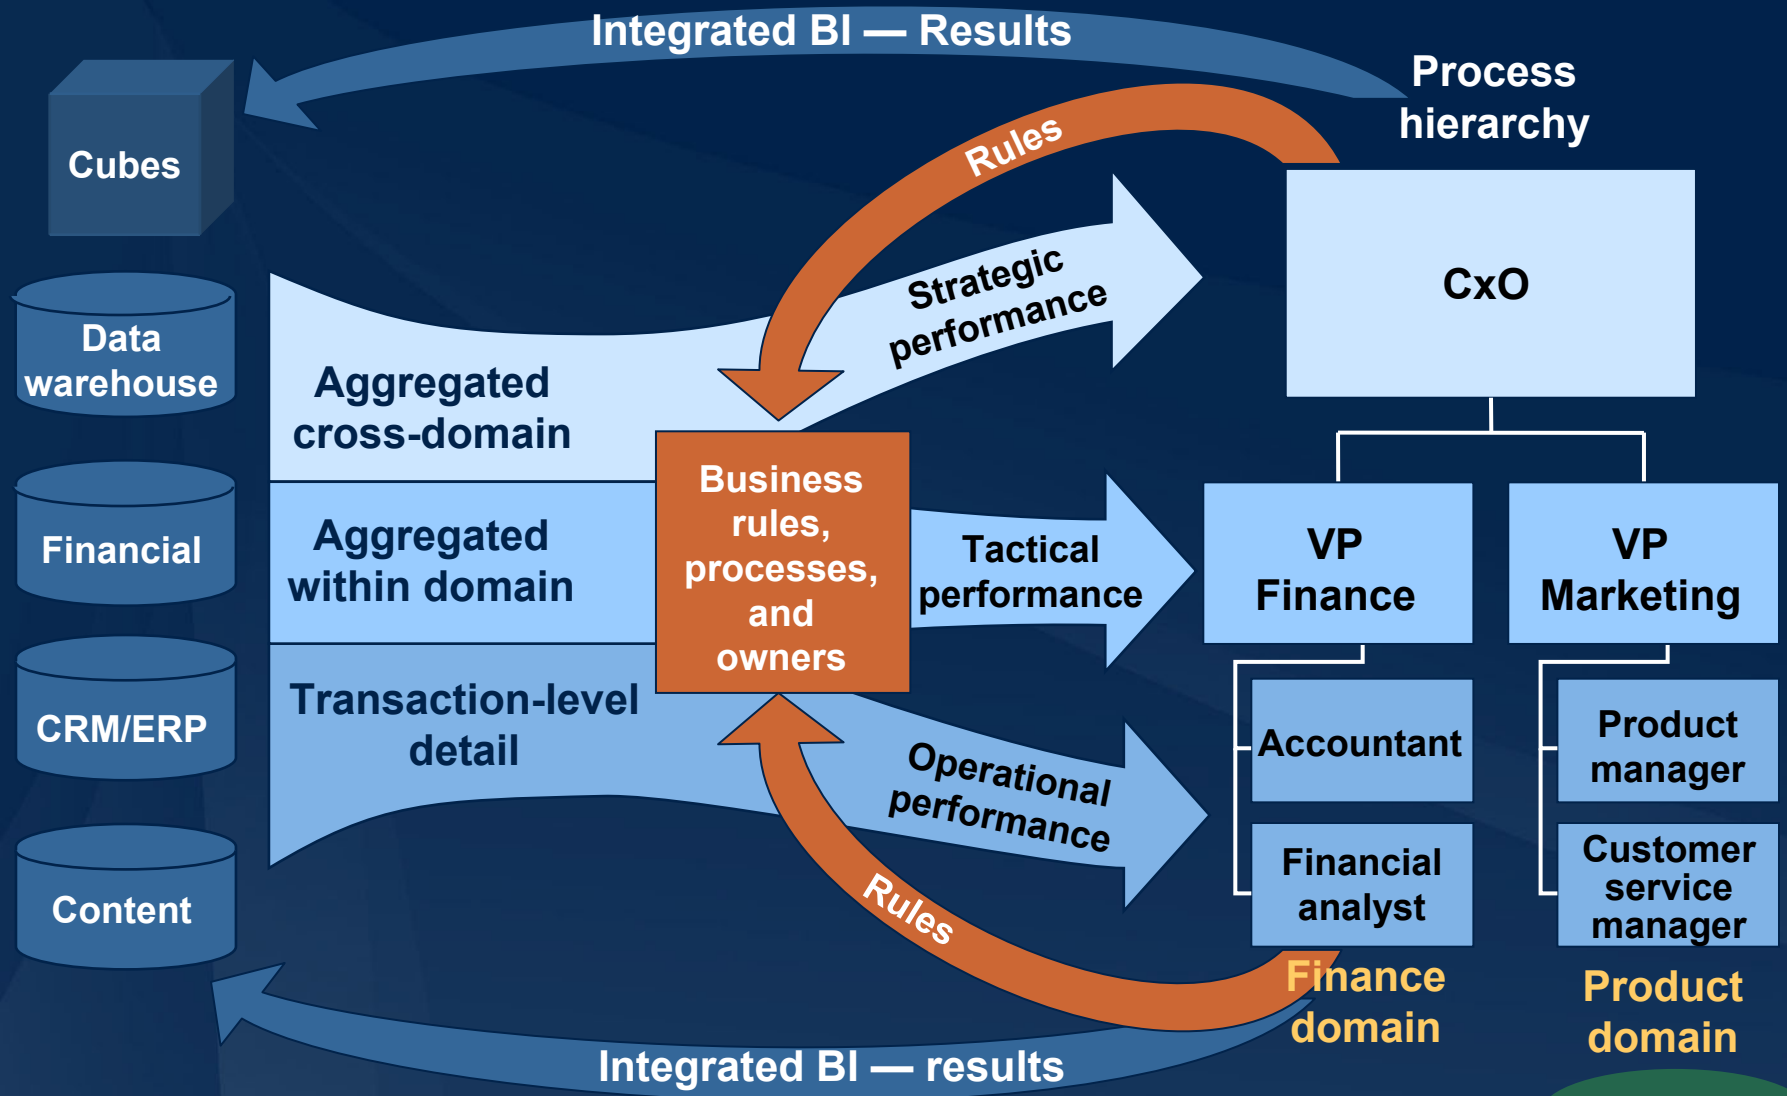 Integrated BI — Results
Process
hierarchy
Cubes
Rules
CxO
Strategic
performance
Data
warehouse
Aggregated
cross-domain
Business
rules,
processes,
and
owners
Financial
Aggregated
within domain
Tactical
performance
VP
Finance
VP
Marketing
CRM/ERP
Transaction-level
detail
Operational
performance
Accountant
Product
manager
Content
Rules
Financial
analyst
Customer
service
manager
Finance
domain
Product
domain
Integrated BI — results